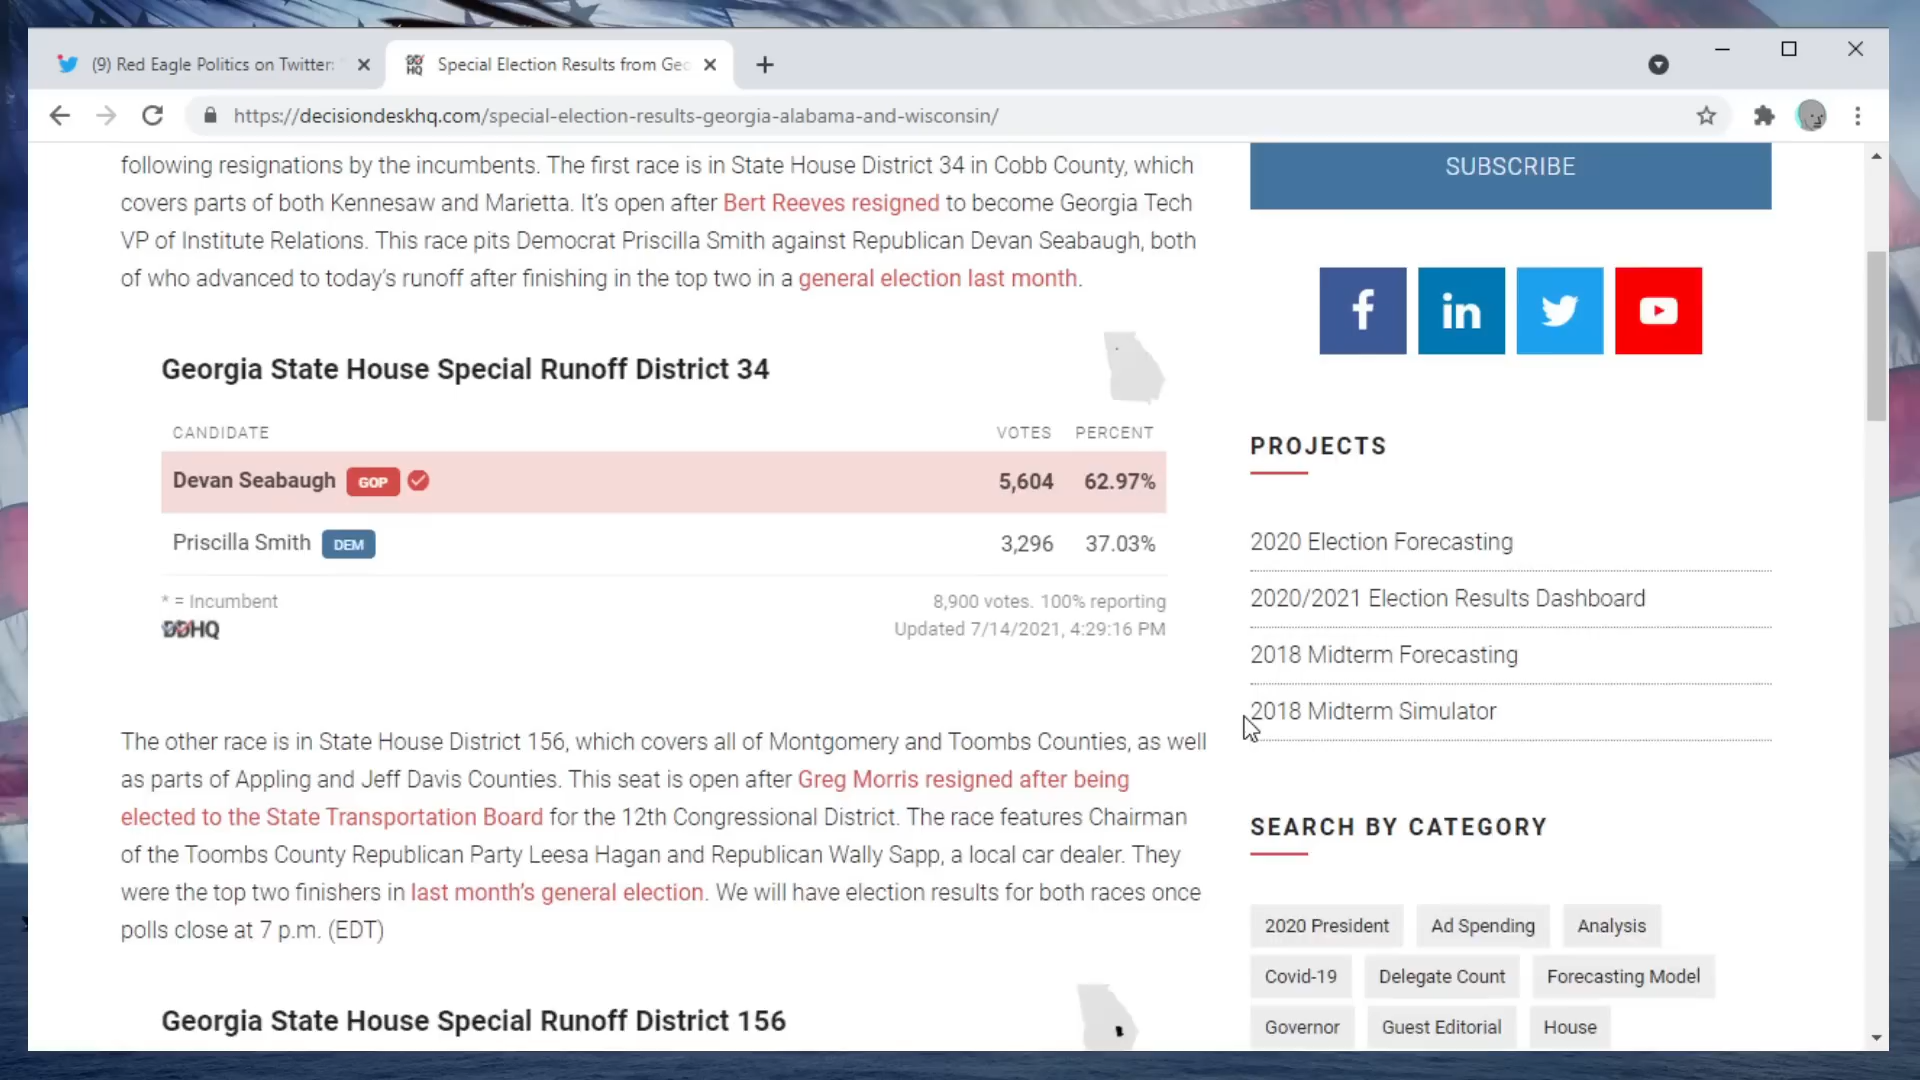 (9) Red Eagle Politics on Twitter:
Special Election Results from Geo
https://decisiondeskhq.com/special-election-results-georgia-alabama-and-wisconsin/
following resignations by the incumbents. The first race is in State House District 34 in Cobb County, which
covers parts of both Kennesaw and Marietta. It’s open after Bert Reeves resigned to become Georgia Tech
VP of Institute Relations. This race pits Democrat Priscilla Smith against Republican Devan Seabaugh, both
of who advanced to today’s runoff after finishing in the top two in a general election last month.
Georgia State House Special Runoff District 34
CANDIDATE VOTES PERCENT
Devan Seabaugh GOP 5,604 62.97%
Priscilla Smith DEM 3,296 37.03%
* = Incumbent 8,900 votes. 100% reporting
DDHQ Updated 7/14/2021, 4:29:16 PM
The other race is in State House District 156, which covers all of Montgomery and Toombs Counties, as well
as parts of Appling and Jeff Davis Counties. This seat is open after Greg Morris resigned after being
elected to the State Transportation Board for the 12th Congressional District. The race features Chairman
of the Toombs County Republican Party Leesa Hagan and Republican Wally Sapp, a local car dealer. They
were the top two finishers in last month’s general election. We will have election results for both races once
polls close at 7 p.m. (EDT)
Georgia State House Special Runoff District 156
SUBSCRIBE
PROJECTS
2020 Election Forecasting
2020/2021 Election Results Dashboard
2018 Midterm Forecasting
2018 Midterm Simulator
SEARCH BY CATEGORY
2020 President Ad Spending Analysis
Covid-19 Delegate Count Forecasting Model
Governor Guest Editorial House